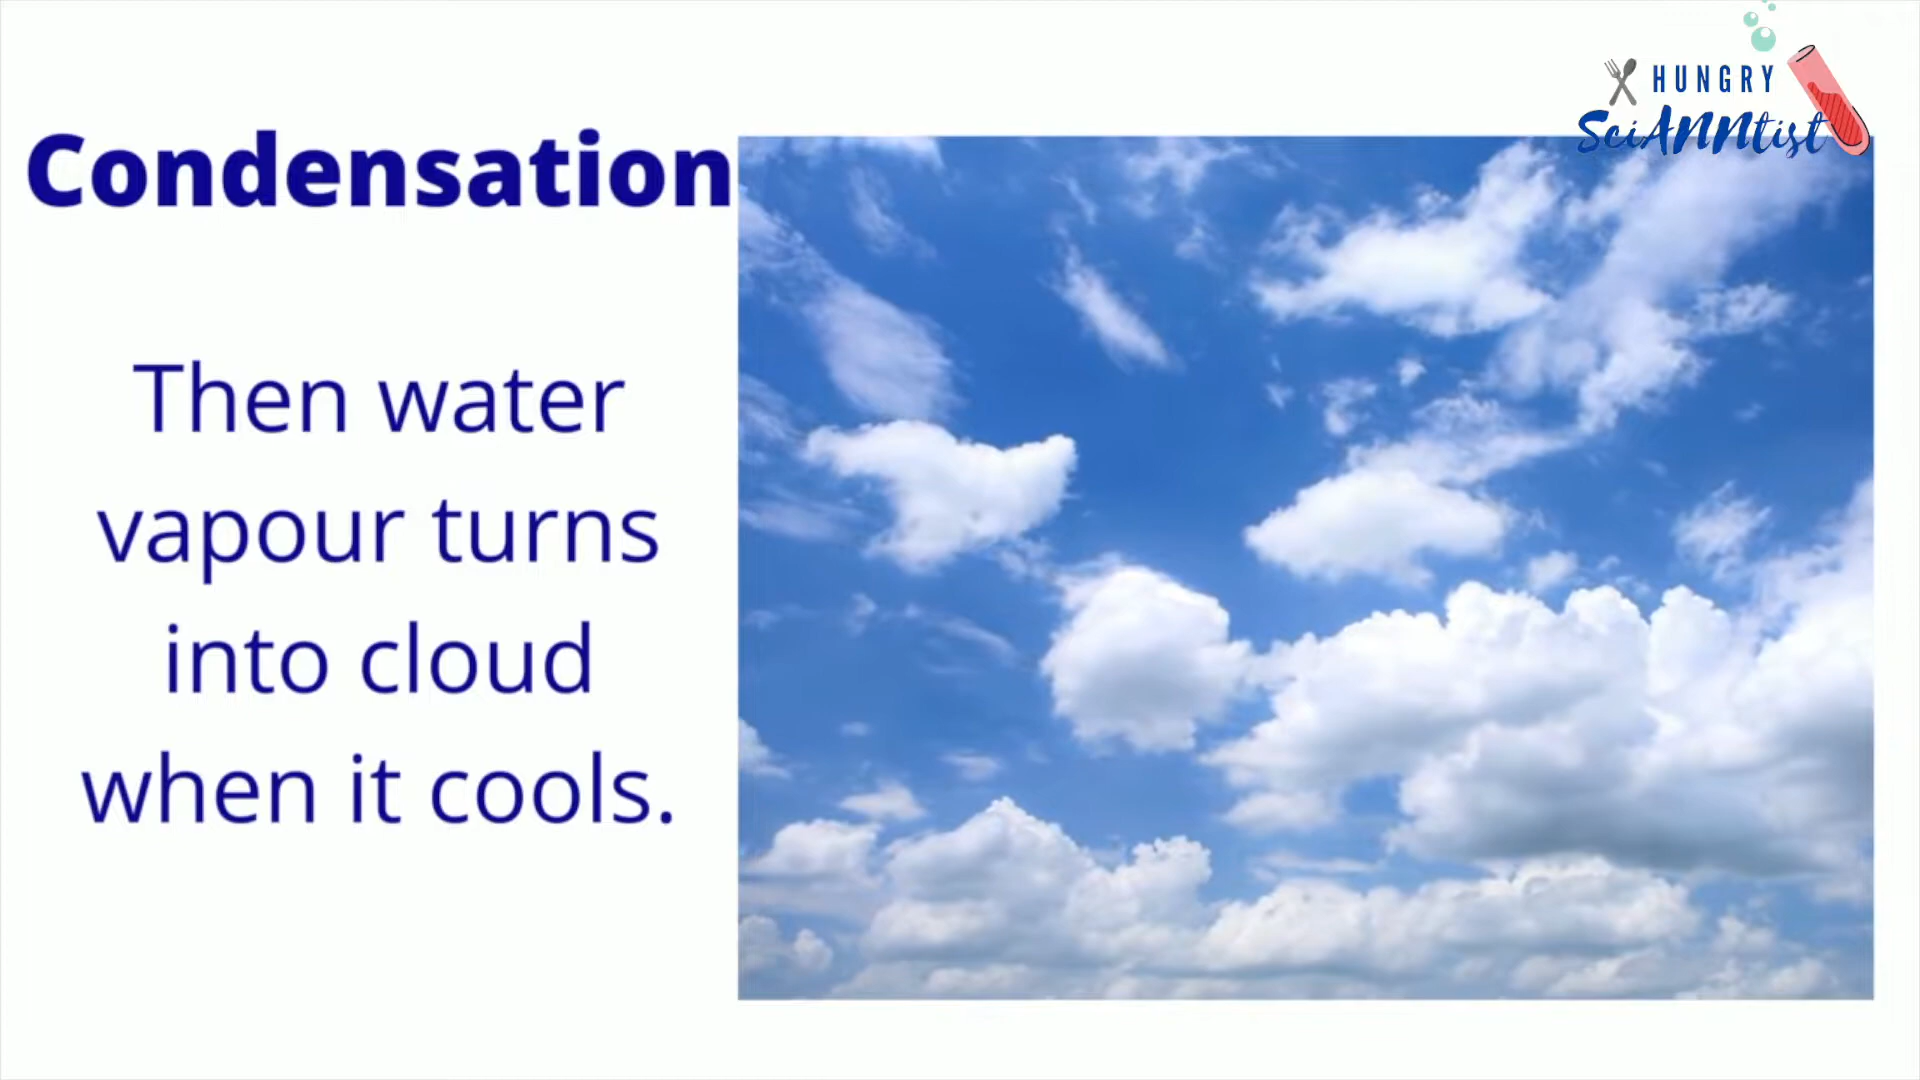 HUNGRY
SciANNtist
Condensation
Then water
vapour turns
into cloud
when it cools.